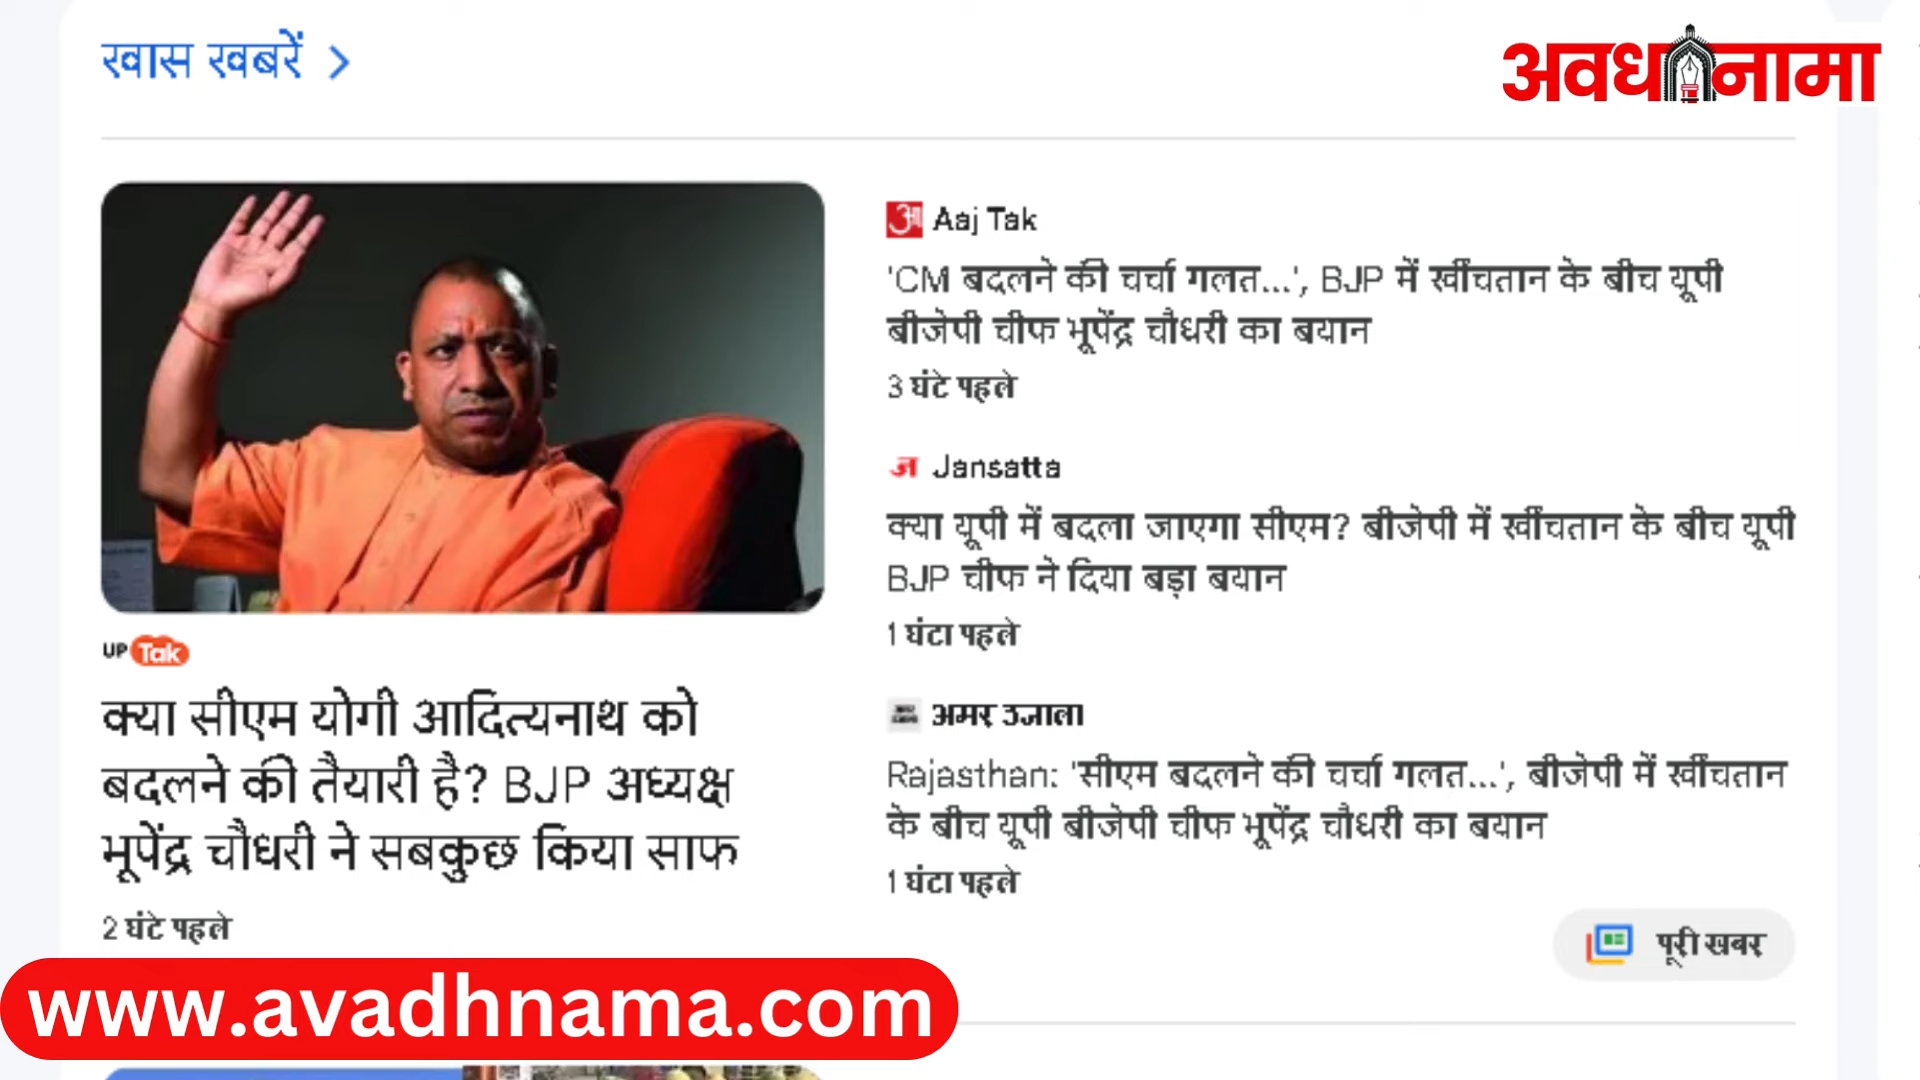 खास खबरें >
अवधनामा
Aaj Tak
'CM बदलने की चर्चा गलत...', BJP में खींचतान के बीच यूपी
बीजेपी चीफ भूपेंद्र चौधरी का बयान
3 घंटे पहले
Jansatta
क्या यूपी में बदला जाएगा सीएम? बीजेपी में खींचतान के बीच यूपी
BJP चीफ ने दिया बड़ा बयान
1 घंटा पहले
UP Tak
क्या सीएम योगी आदित्यनाथ को
बदलने की तैयारी है? BJP अध्यक्ष
भूपेंद्र चौधरी ने सबकुछ किया साफ
2 घंटे पहले
अमर उजाला
Rajasthan: 'सीएम बदलने की चर्चा गलत...', बीजेपी में खींचतान
के बीच यूपी बीजेपी चीफ भूपेंद्र चौधरी का बयान
1 घंटा पहले
पूरी खबर
www.avadhnama.com